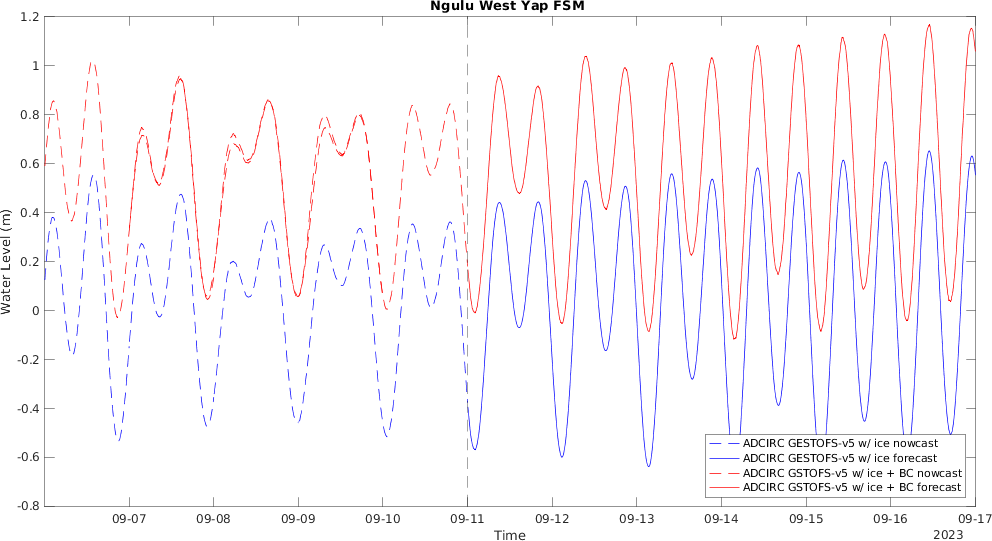 Ngulu West Yap FSM
Water Level (m)
1.2
1
0.8
0.6
0.4
0.2
0
-0.2
-0.4
-0.6
-0.8
ADCIRC GESTOFS-v5 w/ ice nowcast
ADCIRC GESTOFS-v5 w/ ice forecast
ADCIRC GSTOFS-v5 w/ ice + BC nowcast
ADCIRC GSTOFS-v5 w/ ice + BC forecast
09-07 09-08 09-09 09-10 09-11 09-12 09-13 09-14 09-15 09-16 09-17
Time
2023